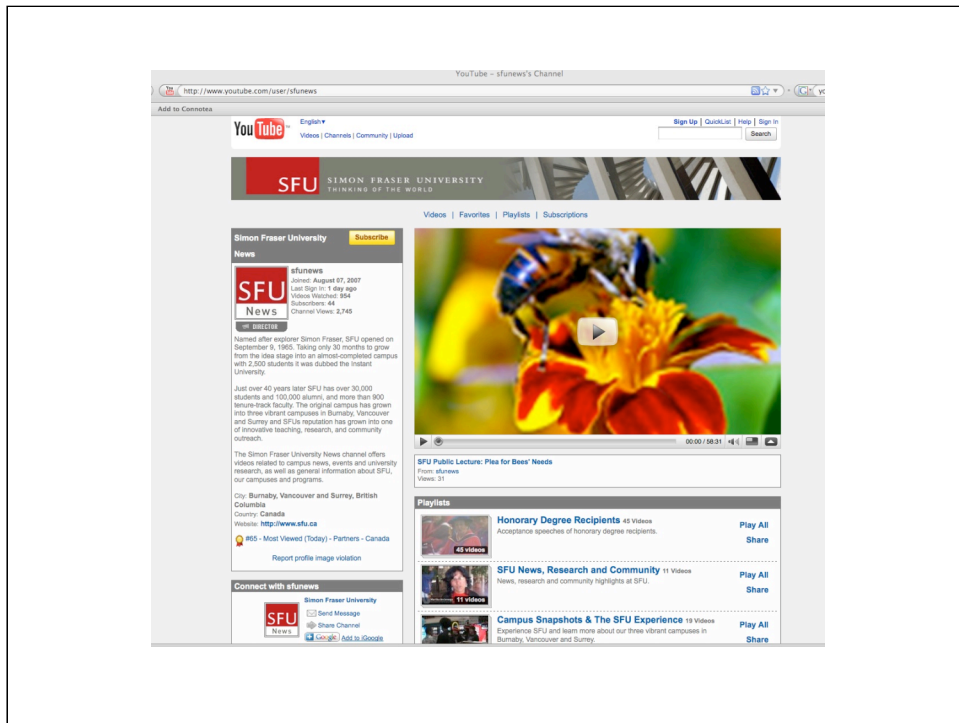 YouTube – sfunews's Channel
http://www.youtube.com/user/sfunews
Add to Connotea
You Tube
English
Videos | Channels | Community | Upload
Sign Up | QuickList | Help | Sign In
Search
SFU SIMON FRASER UNIVERSITY
THINKING OF THE WORLD
Videos | Favorites | Playlists | Subscriptions
Simon Fraser University
News
Subscribe
SFU
News
DIRECTOR
sfunews
Joined: August 07, 2007
Last Sign In: 1 day ago
Videos Watched: 954
Subscribers: 44
Channel Views: 2,745
Named after explorer Simon Fraser, SFU opened on
September 9, 1965. Taking only 30 months to grow
from the idea stage into an almost-completed campus
with 2,500 students it was dubbed the Instant
University.
Just over 40 years later SFU has over 30,000
students and 100,000 alumni, and more than 900
tenure-track faculty. The original campus has grown
into three vibrant campuses in Burnaby, Vancouver
and Surrey and SFUs reputation has grown into one
of innovative teaching, research, and community
outreach.
The Simon Fraser University News channel offers
videos related to campus news, events and university
research, as well as general information about SFU,
our campuses and programs.
City: Burnaby, Vancouver and Surrey, British
Columbia
Country: Canada
Website: http://www.sfu.ca
#65 - Most Viewed (Today) - Partners - Canada
Report profile image violation
Connect with sfunews
SFU
News
Simon Fraser University
Send Message
Share Channel
Google Add to iGoogle
00:00 / 58:31
SFU Public Lecture: Plea for Bees' Needs
From: sfunews
Views: 31
Playlists
45 videos
Honorary Degree Recipients 45 Videos
Acceptance speeches of honorary degree recipients.
Play All
Share
11 videos
SFU News, Research and Community 11 Videos
News, research and community highlights at SFU.
Play All
Share
Campus Snapshots & The SFU Experience 19 Videos
Experience SFU and learn more about our three vibrant campuses in
Burnaby, Vancouver and Surrey.
Play All
Share